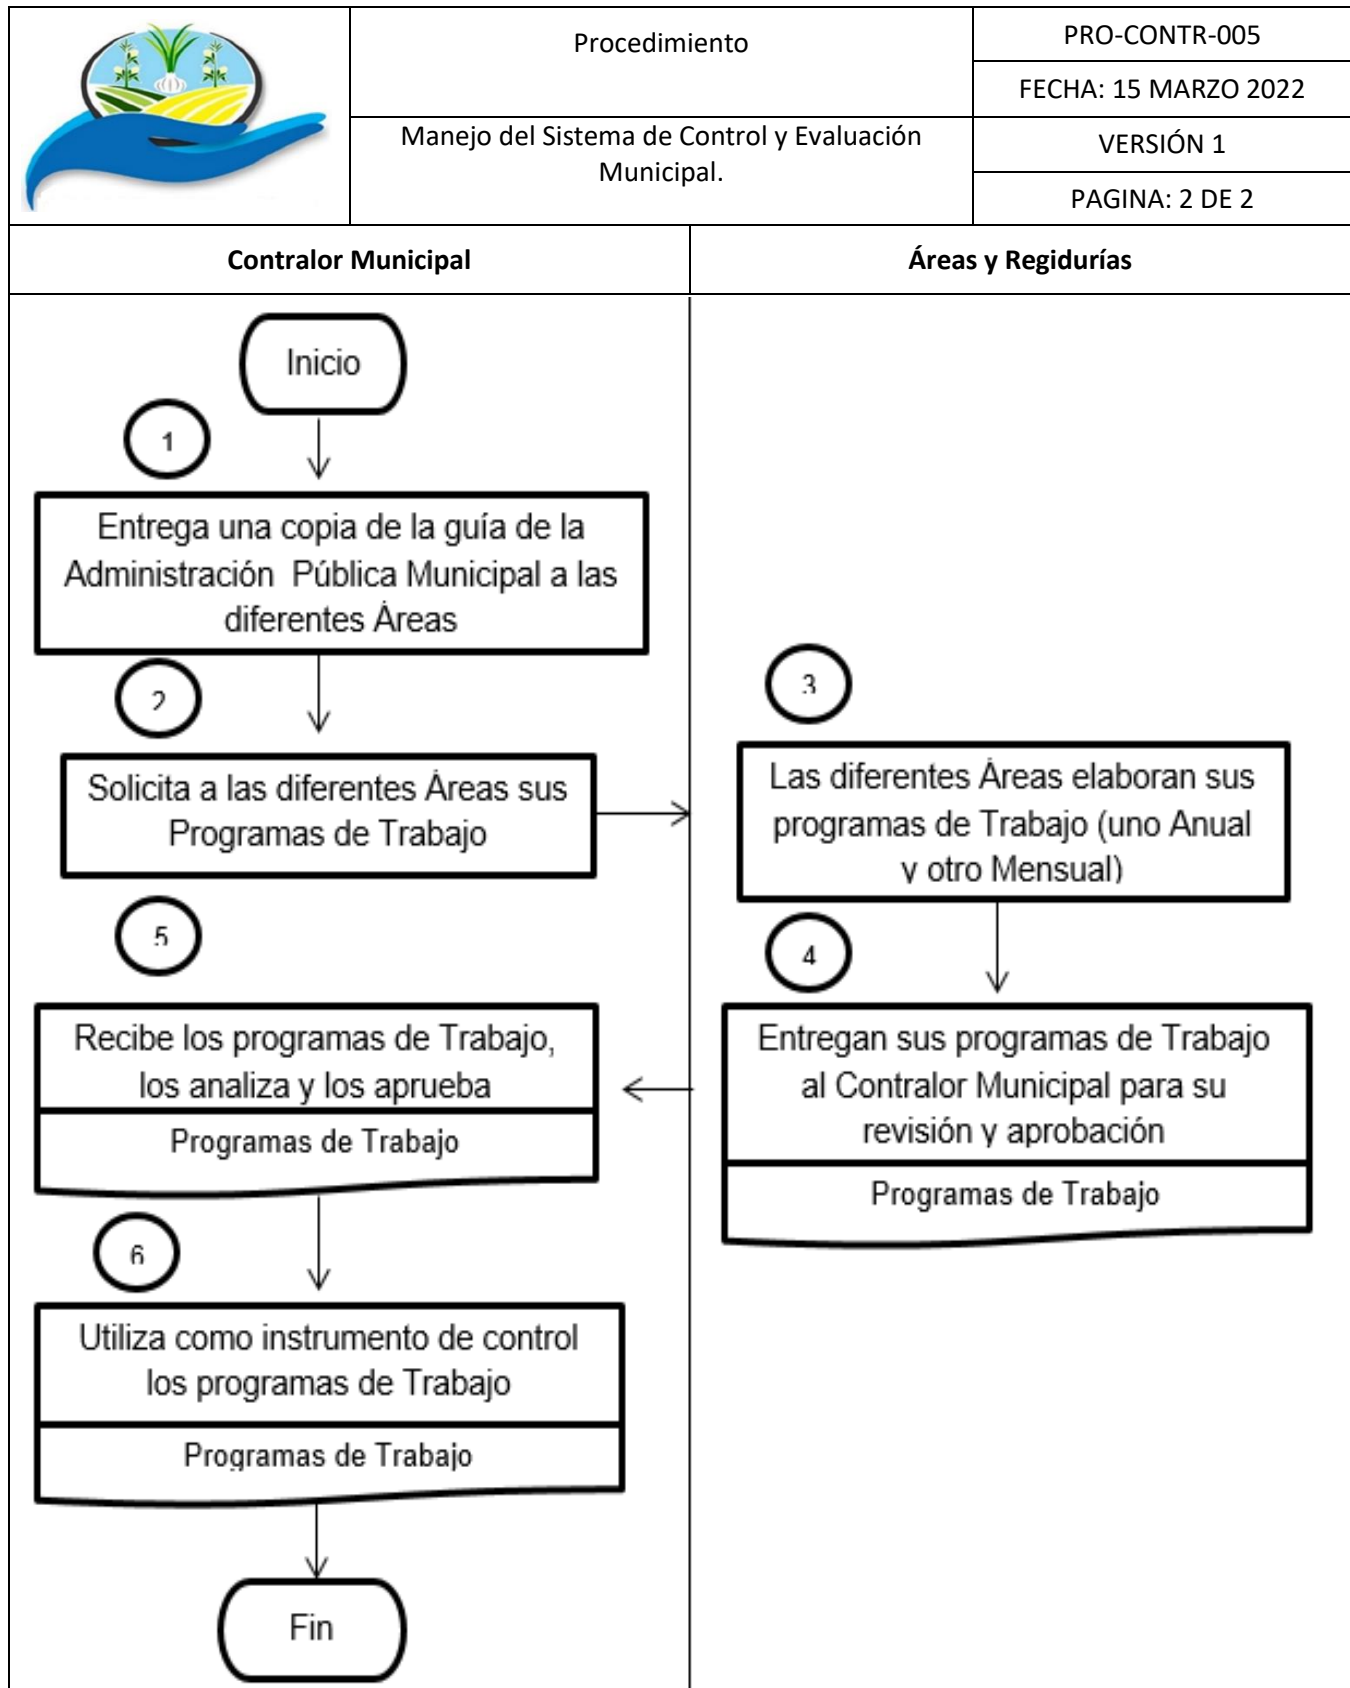 Procedimiento
PRO-CONTR-005
FECHA: 15 MARZO 2022
Manejo del Sistema de Control y Evaluación
Municipal.
VERSIÓN 1
PAGINA: 2 DE 2
Contralor Municipal
Áreas y Regidurías
Inicio
1
Entrega una copia de la guía de la
Administración Pública Municipal a las
diferentes Áreas
2
Solicita a las diferentes Áreas sus
Programas de Trabajo
3
Las diferentes Áreas elaboran sus
programas de Trabajo (uno Anual
y otro Mensual)
4
Entregan sus programas de Trabajo
al Contralor Municipal para su
revisión y aprobación
Programas de Trabajo
5
Recibe los programas de Trabajo,
los analiza y los aprueba
Programas de Trabajo
6
Utiliza como instrumento de control
los programas de Trabajo
Programas de Trabajo
Fin